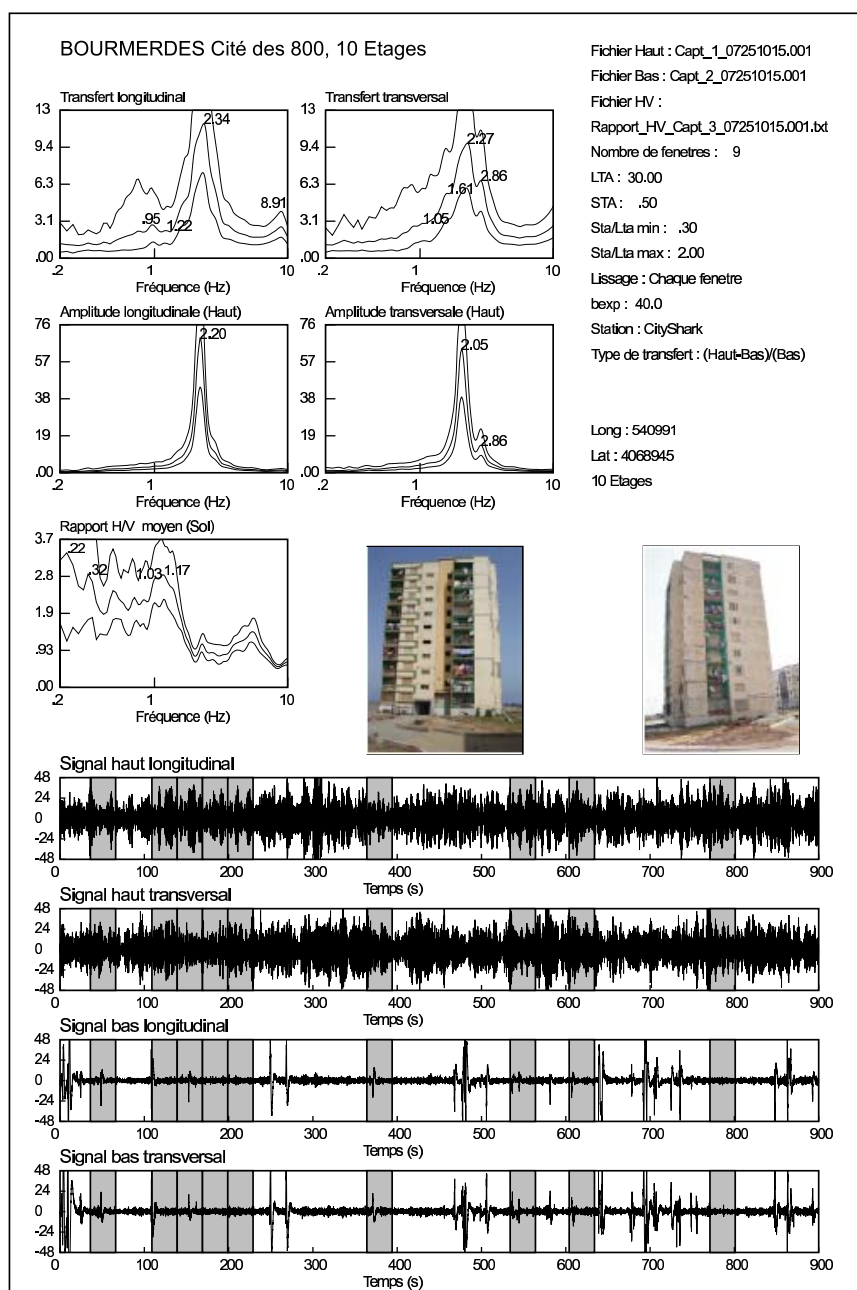 BOURMERDES Cité des 800, 10 Etages
Fichier Haut : Capt_1_07251015.001
Fichier Bas : Capt_2_07251015.001
Fichier HV :
Rapport_HV_Capt_3_07251015.001.txt
Nombre de fenetres : 9
LTA : 30.00
STA : .50
Sta/Lta min : .30
Sta/Lta max : 2.00
Lissage : Chaque fenetre
bexp : 40.0
Station : CityShark
Type de transfert : (Haut-Bas)/(Bas)
Long : 540991
Lat : 4068945
10 Etages
Transfert longitudinal
13
9.4
6.3
3.1
.00
.2 1 10
2.34
.95
1.22
8.91
Fréquence (Hz)
Transfert transversal
13
9.4
6.3
3.1
.00
.2 1 10
2.27
2.86
1.61
1.05
Fréquence (Hz)
Amplitude longitudinale (Haut)
76
57
38
19
.00
.2 1 10
2.20
Fréquence (Hz)
Amplitude transversale (Haut)
76
57
38
19
.00
.2 1 10
2.05
2.86
Fréquence (Hz)
Rapport H/V moyen (Sol)
3.7
2.8
1.9
.93
.00
.2 1 10
.22
.32
1.03
1.17
Fréquence (Hz)
Signal haut longitudinal
48
24
0
-24
-48
0 100 200 300 400 500 600 700 800 900
Temps (s)
Signal haut transversal
48
24
0
-24
-48
0 100 200 300 400 500 600 700 800 900
Temps (s)
Signal bas longitudinal
48
24
0
-24
-48
0 100 200 300 400 500 600 700 800 900
Temps (s)
Signal bas transversal
48
24
0
-24
-48
0 100 200 300 400 500 600 700 800 900
Temps (s)